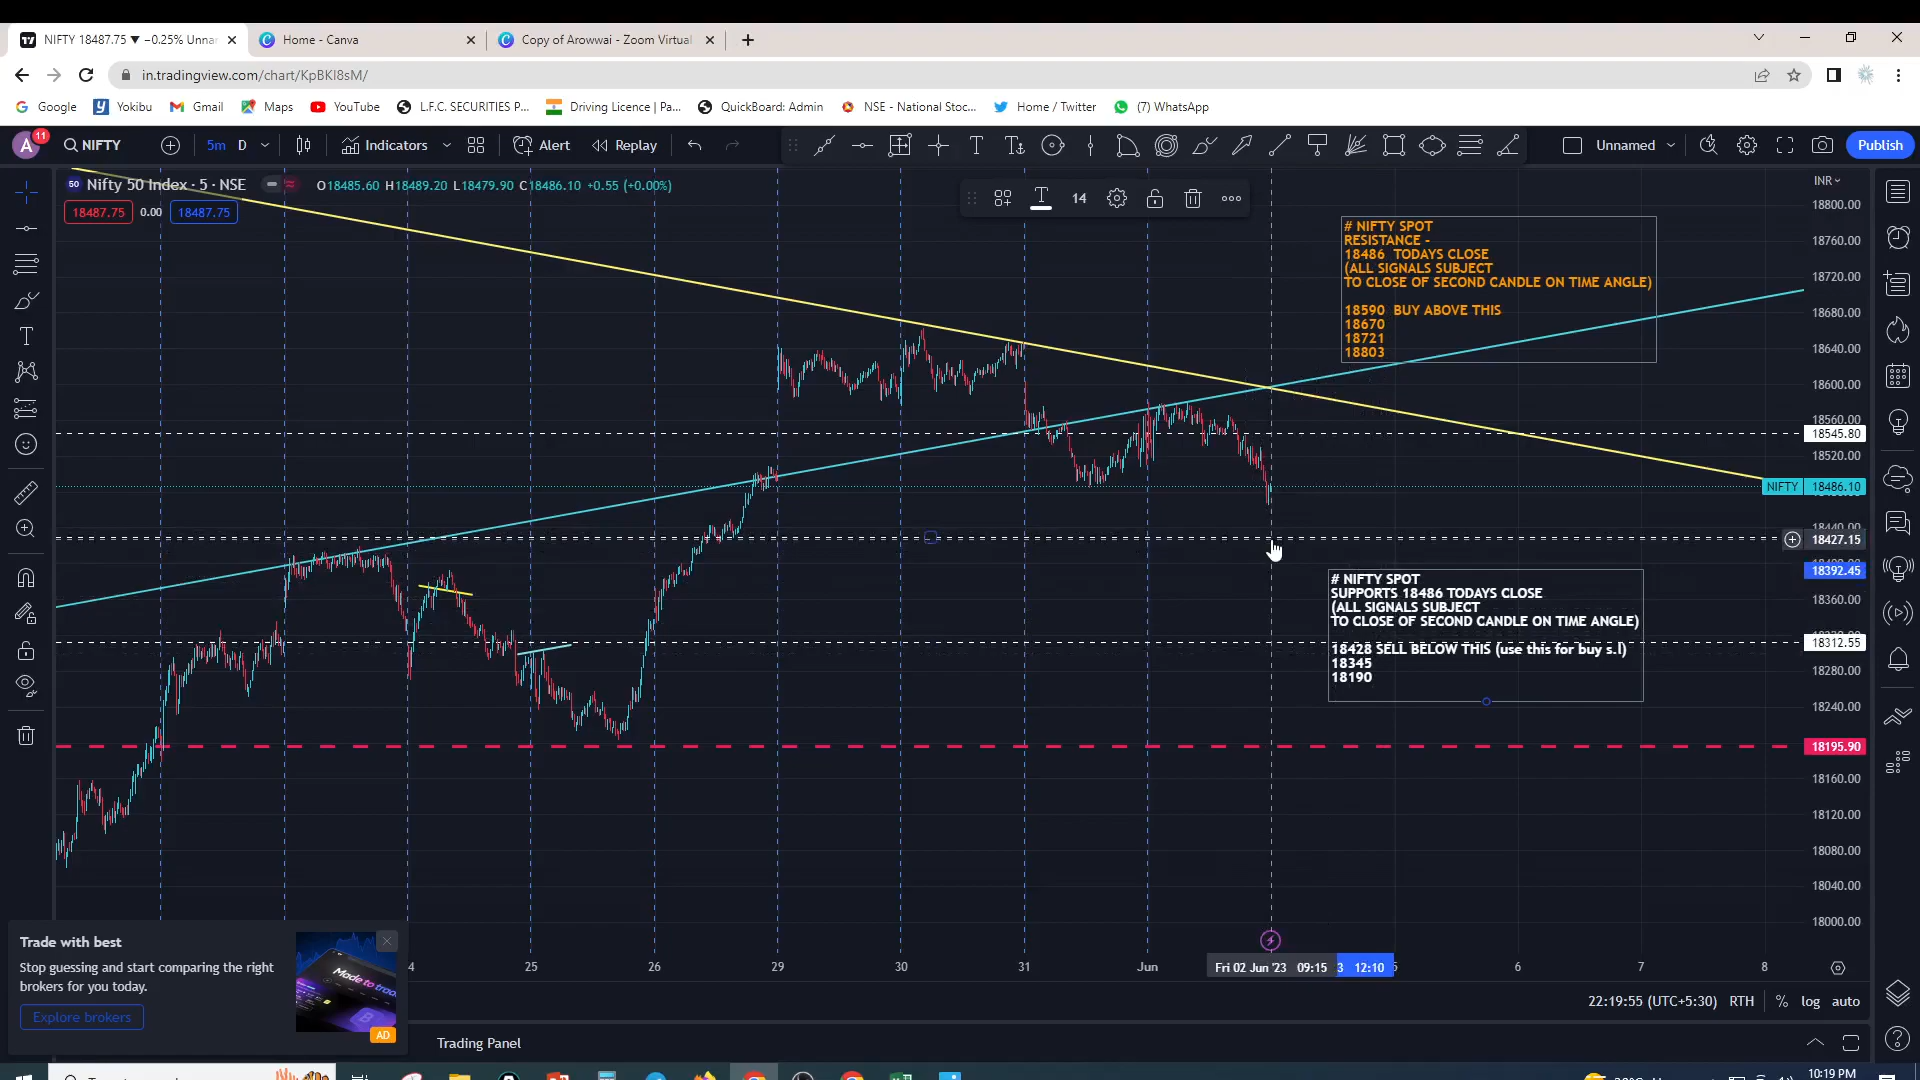 NIFTY 18487.75 ▼ −0.25% Unnar
Home - Canva
Copy of Arowwai - Zoom Virtual
in.tradingview.com/chart/KpBKI8sM/
Google
Yokibu
Gmail
Maps
YouTube
L.F.C. SECURITIES P...
Driving Licence | Pa...
QuickBoard: Admin
NSE - National Stoc...
Home / Twitter
(7) WhatsApp
A 11
NIFTY
5m D
Indicators
Alert
Replay
Unnamed
Publish
50 Nifty 50 Index · 5 · NSE
O18485.60 H18489.20 L18479.90 C18486.10 +0.55 (+0.00%)
18487.75 0.00 18487.75
14
INR
# NIFTY SPOT
RESISTANCE -
18486 TODAYS CLOSE
(ALL SIGNALS SUBJECT
TO CLOSE OF SECOND CANDLE ON TIME ANGLE)
18590 BUY ABOVE THIS
18670
18721
18803
# NIFTY SPOT
SUPPORTS 18486 TODAYS CLOSE
(ALL SIGNALS SUBJECT
TO CLOSE OF SECOND CANDLE ON TIME ANGLE)
18428 SELL BELOW THIS (use this for buy s.l)
18345
18190
18800.00
18760.00
18720.00
18680.00
18640.00
18600.00
18560.00
18545.80
18520.00
NIFTY 18486.10
18440.00
18427.15
18392.45
18360.00
18312.55
18280.00
18240.00
18195.90
18160.00
18120.00
18080.00
18040.00
18000.00
4 25 26 29 30 31 Jun
Fri 02 Jun '23 09:15
3 12:10
6 7 8
Trade with best
Stop guessing and start comparing the right
brokers for you today.
Explore brokers
AD
22:19:55 (UTC+5:30) RTH % log auto
Trading Panel
10:19 PM